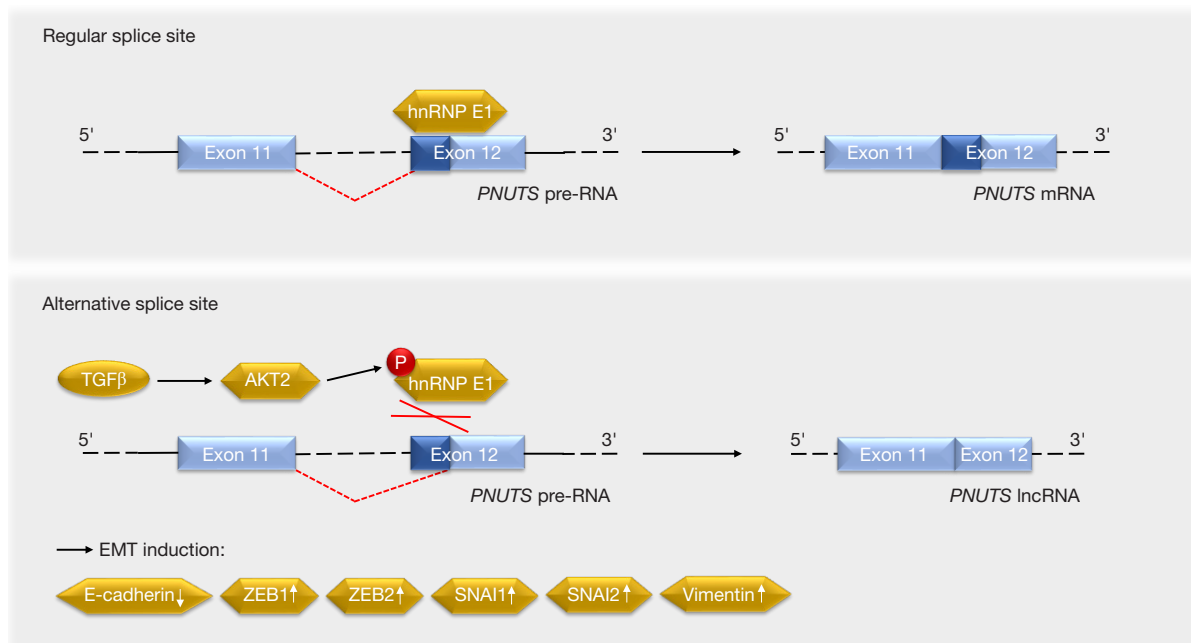 Regular splice site
hnRNP E1
5' Exon 11 Exon 12 3'
PNUTS pre-RNA
5' Exon 11 Exon 12 3'
PNUTS mRNA
Alternative splice site
TGFβ AKT2 P hnRNP E1
5' Exon 11 Exon 12 3'
PNUTS pre-RNA
5' Exon 11 Exon 12 3'
PNUTS lncRNA
→ EMT induction:
E-cadherin↓ ZEB1↑ ZEB2↑ SNAI1↑ SNAI2↑ Vimentin↑